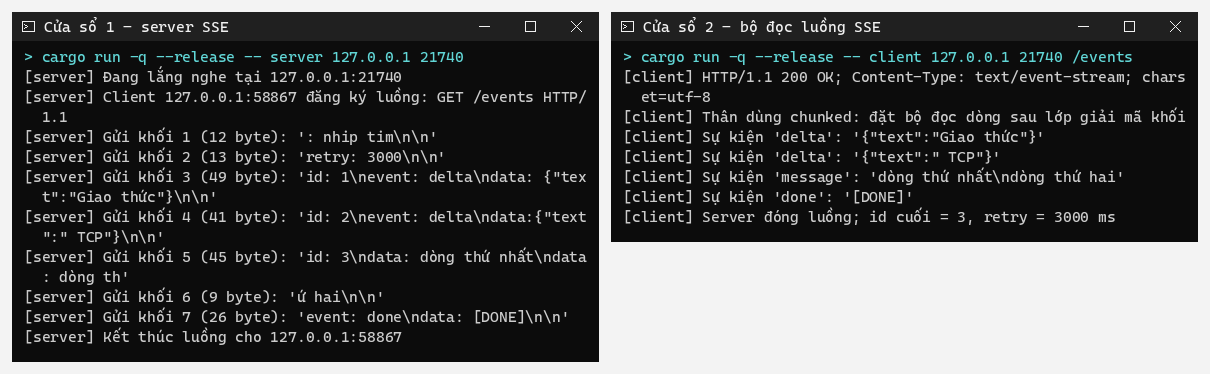 Cửa sổ 1 — server SSE
> cargo run -q --release -- server 127.0.0.1 21740
[server] Đang lắng nghe tại 127.0.0.1:21740
[server] Client 127.0.0.1:58867 đăng ký luồng: GET /events HTTP/
1.1
[server] Gửi khối 1 (12 byte): ': nhip tim\n\n'
[server] Gửi khối 2 (13 byte): 'retry: 3000\n\n'
[server] Gửi khối 3 (49 byte): 'id: 1\nevent: delta\ndata: {"tex
t":"Giao thức"}\n\n'
[server] Gửi khối 4 (41 byte): 'id: 2\nevent: delta\ndata:{"text
":" TCP"}\n\n'
[server] Gửi khối 5 (45 byte): 'id: 3\ndata: dòng thứ nhất\ndata
: dòng th'
[server] Gửi khối 6 (9 byte): 'ứ hai\n\n'
[server] Gửi khối 7 (26 byte): 'event: done\ndata: [DONE]\n\n'
[server] Kết thúc luồng cho 127.0.0.1:58867
Cửa sổ 2 — bộ đọc luồng SSE
> cargo run -q --release -- client 127.0.0.1 21740 /events
[client] HTTP/1.1 200 OK; Content-Type: text/event-stream; chars
et=utf-8
[client] Thân dùng chunked: đặt bộ đọc dòng sau lớp giải mã khối
[client] Sự kiện 'delta': '{"text":"Giao thức"}'
[client] Sự kiện 'delta': '{"text":" TCP"}'
[client] Sự kiện 'message': 'dòng thứ nhất\ndòng thứ hai'
[client] Sự kiện 'done': '[DONE]'
[client] Server đóng luồng; id cuối = 3, retry = 3000 ms